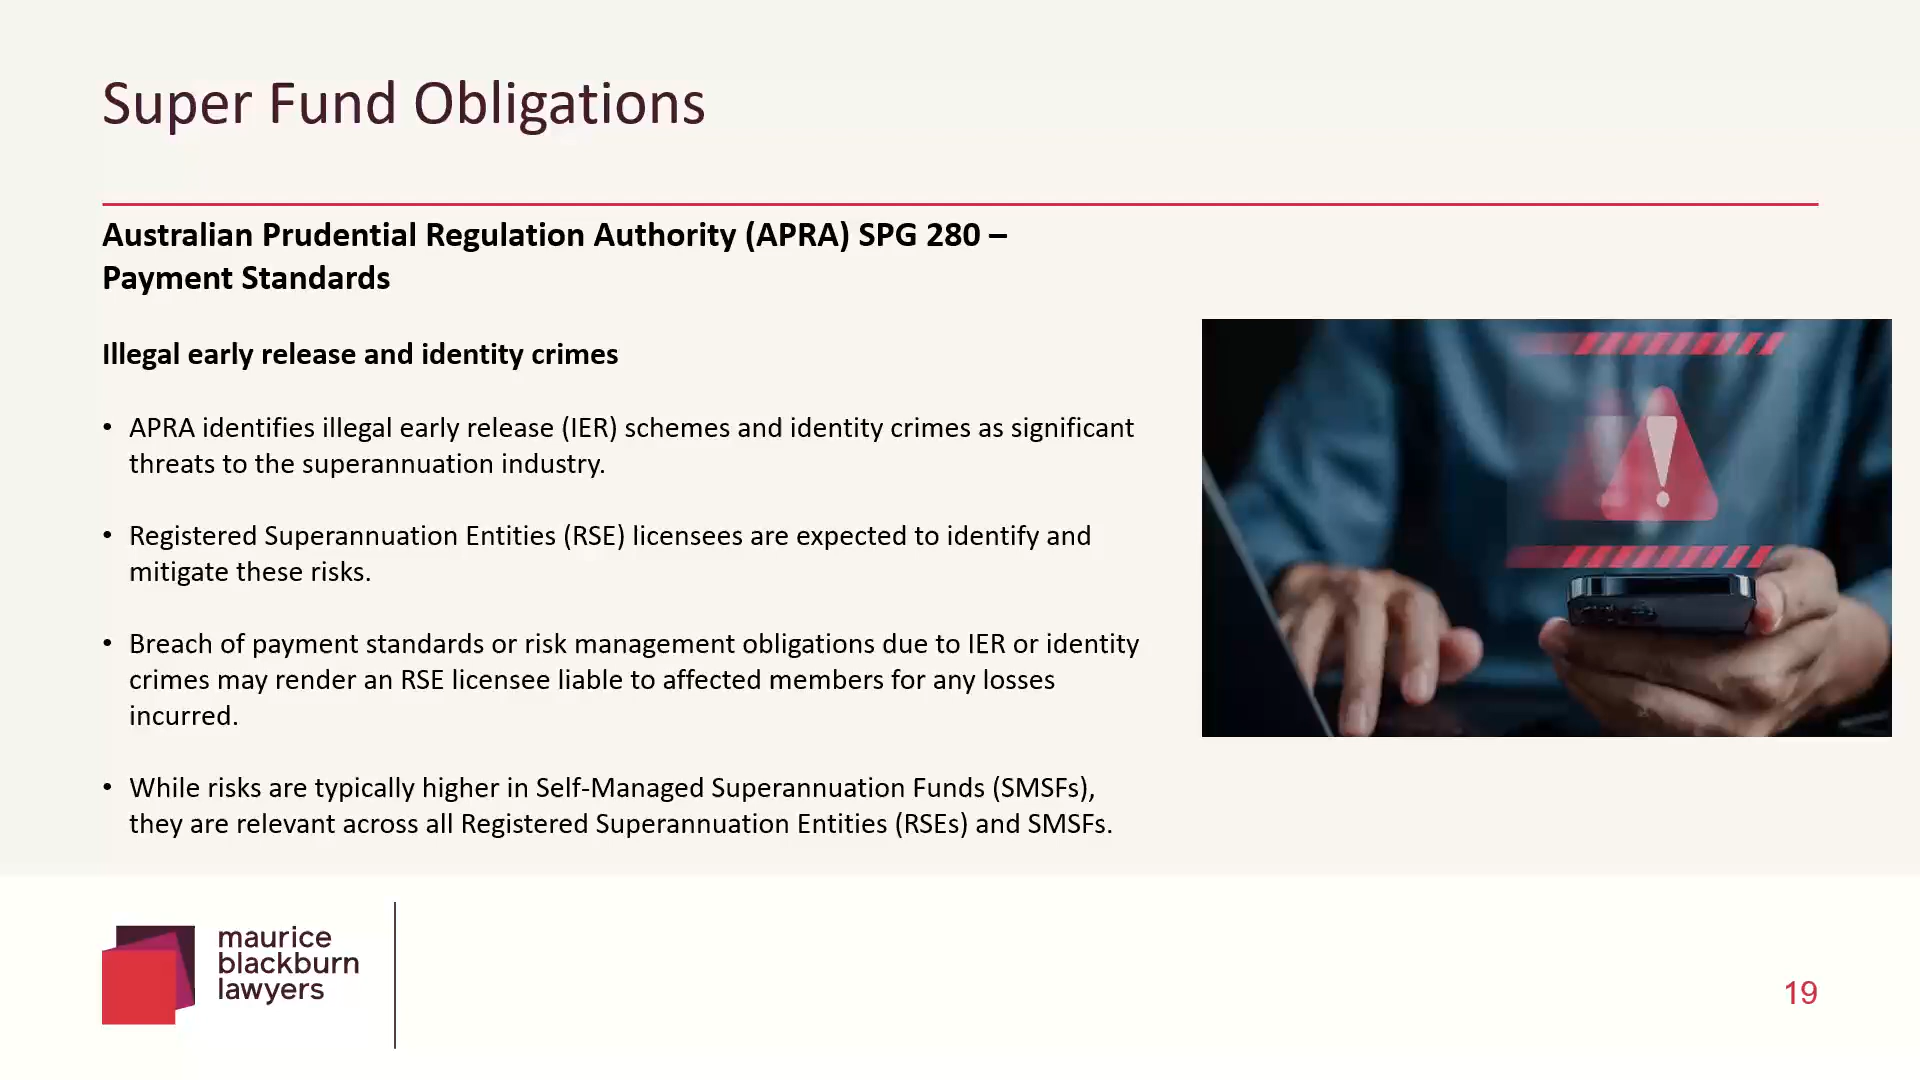 Super Fund Obligations
Australian Prudential Regulation Authority (APRA) SPG 280 –
Payment Standards
Illegal early release and identity crimes
• APRA identifies illegal early release (IER) schemes and identity crimes as significant
threats to the superannuation industry.
• Registered Superannuation Entities (RSE) licensees are expected to identify and
mitigate these risks.
• Breach of payment standards or risk management obligations due to IER or identity
crimes may render an RSE licensee liable to affected members for any losses
incurred.
• While risks are typically higher in Self-Managed Superannuation Funds (SMSFs),
they are relevant across all Registered Superannuation Entities (RSEs) and SMSFs.
maurice
blackburn
lawyers
19